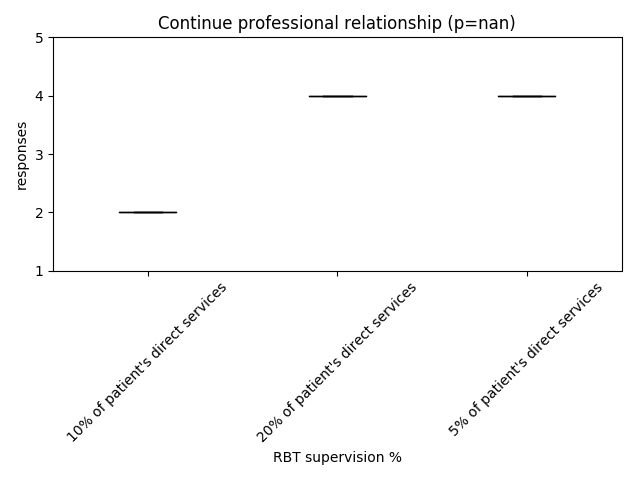 Continue professional relationship (p=nan)
responses
5
4
3
2
1
10% of patient's direct services
20% of patient's direct services
5% of patient's direct services
RBT supervision %